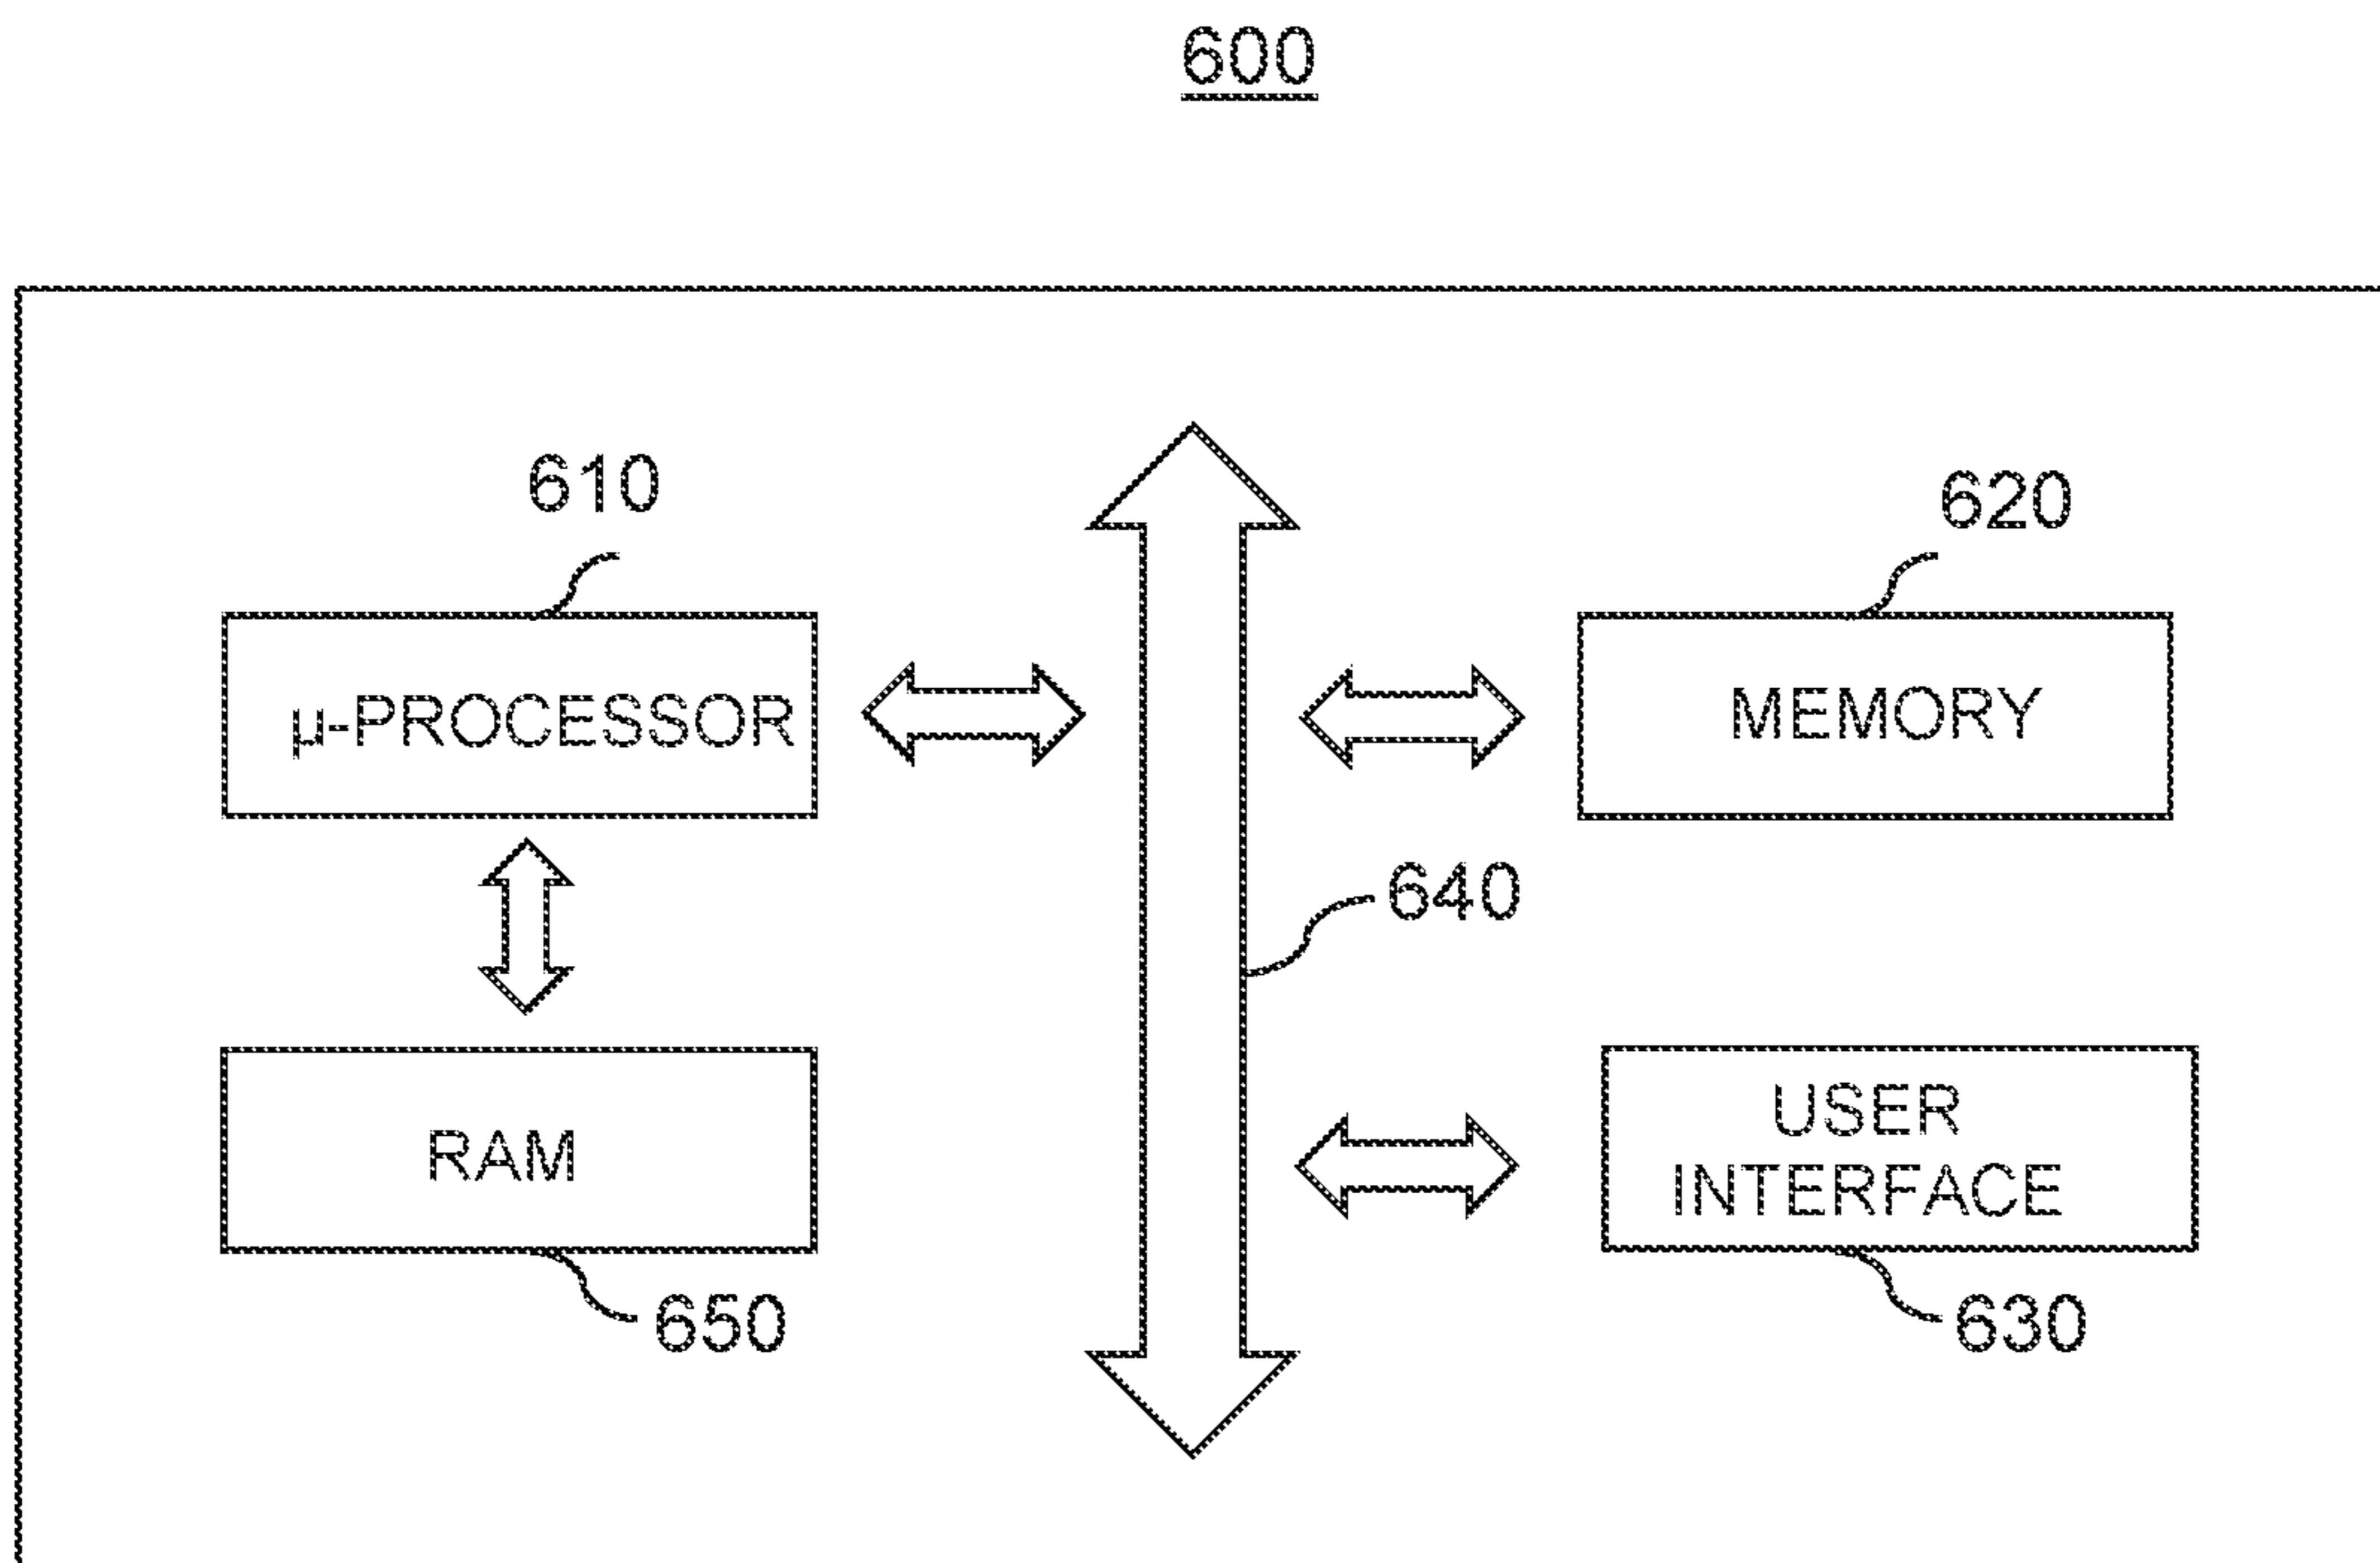 600
610
620
µ-PROCESSOR
MEMORY
640
RAM
USER
INTERFACE
650
630